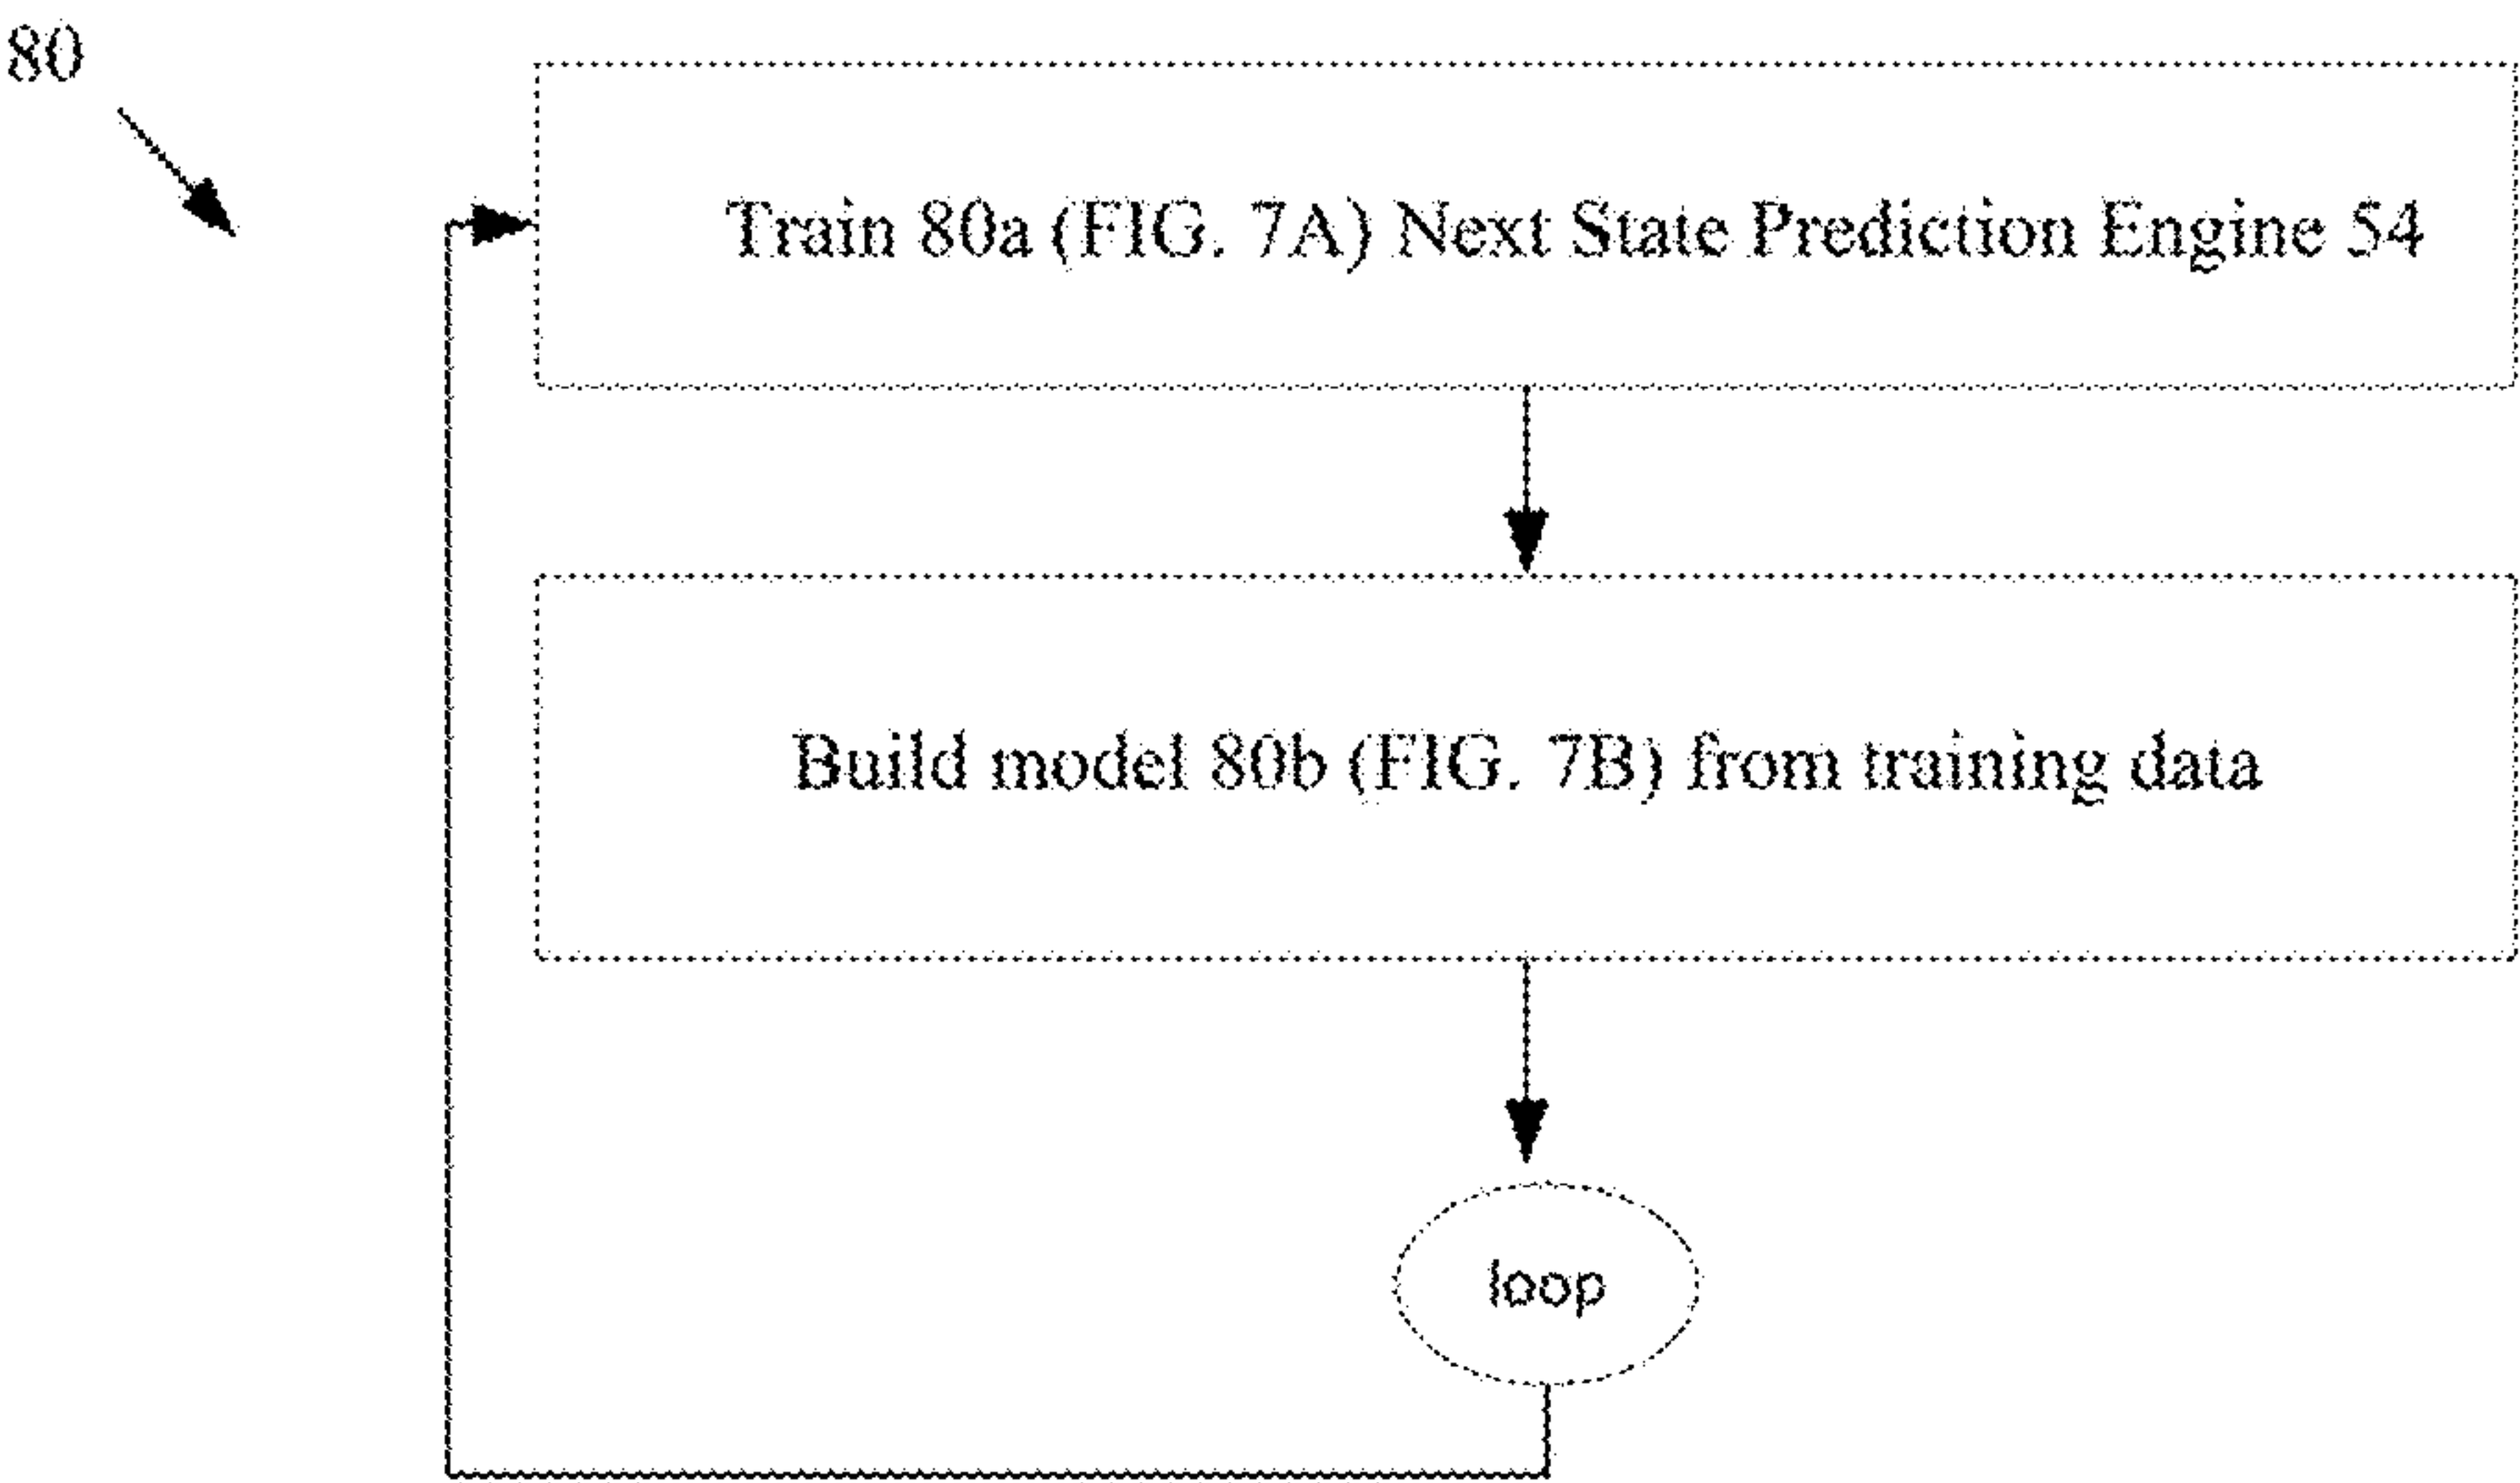 80
Train 80a (FIG. 7A) Next State Prediction Engine 54
Build model 80b (FIG. 7B) from training data
loop